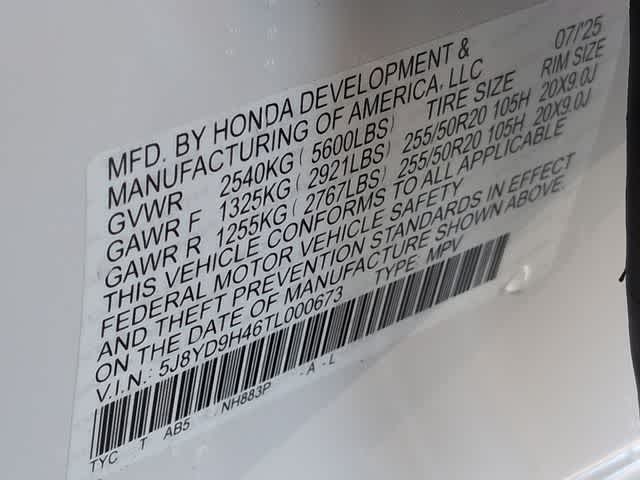 MFD. BY HONDA DEVELOPMENT & 07/'25
MANUFACTURING OF AMERICA, LLC
TIRE SIZE RIM SIZE
GVWR 2540KG ( 5600LBS)
GAWR F 1325KG ( 2921LBS) 255/50R20 105H 20X9.0J
GAWR R 1255KG ( 2767LBS) 255/50R20 105H 20X9.0J
THIS VEHICLE CONFORMS TO ALL APPLICABLE
FEDERAL MOTOR VEHICLE SAFETY
AND THEFT PREVENTION STANDARDS IN EFFECT
ON THE DATE OF MANUFACTURE SHOWN ABOVE.
V.I.N.: 5J8YD9H46TL000673 TYPE: MPV
TYC T AB5 NH883P -A -L